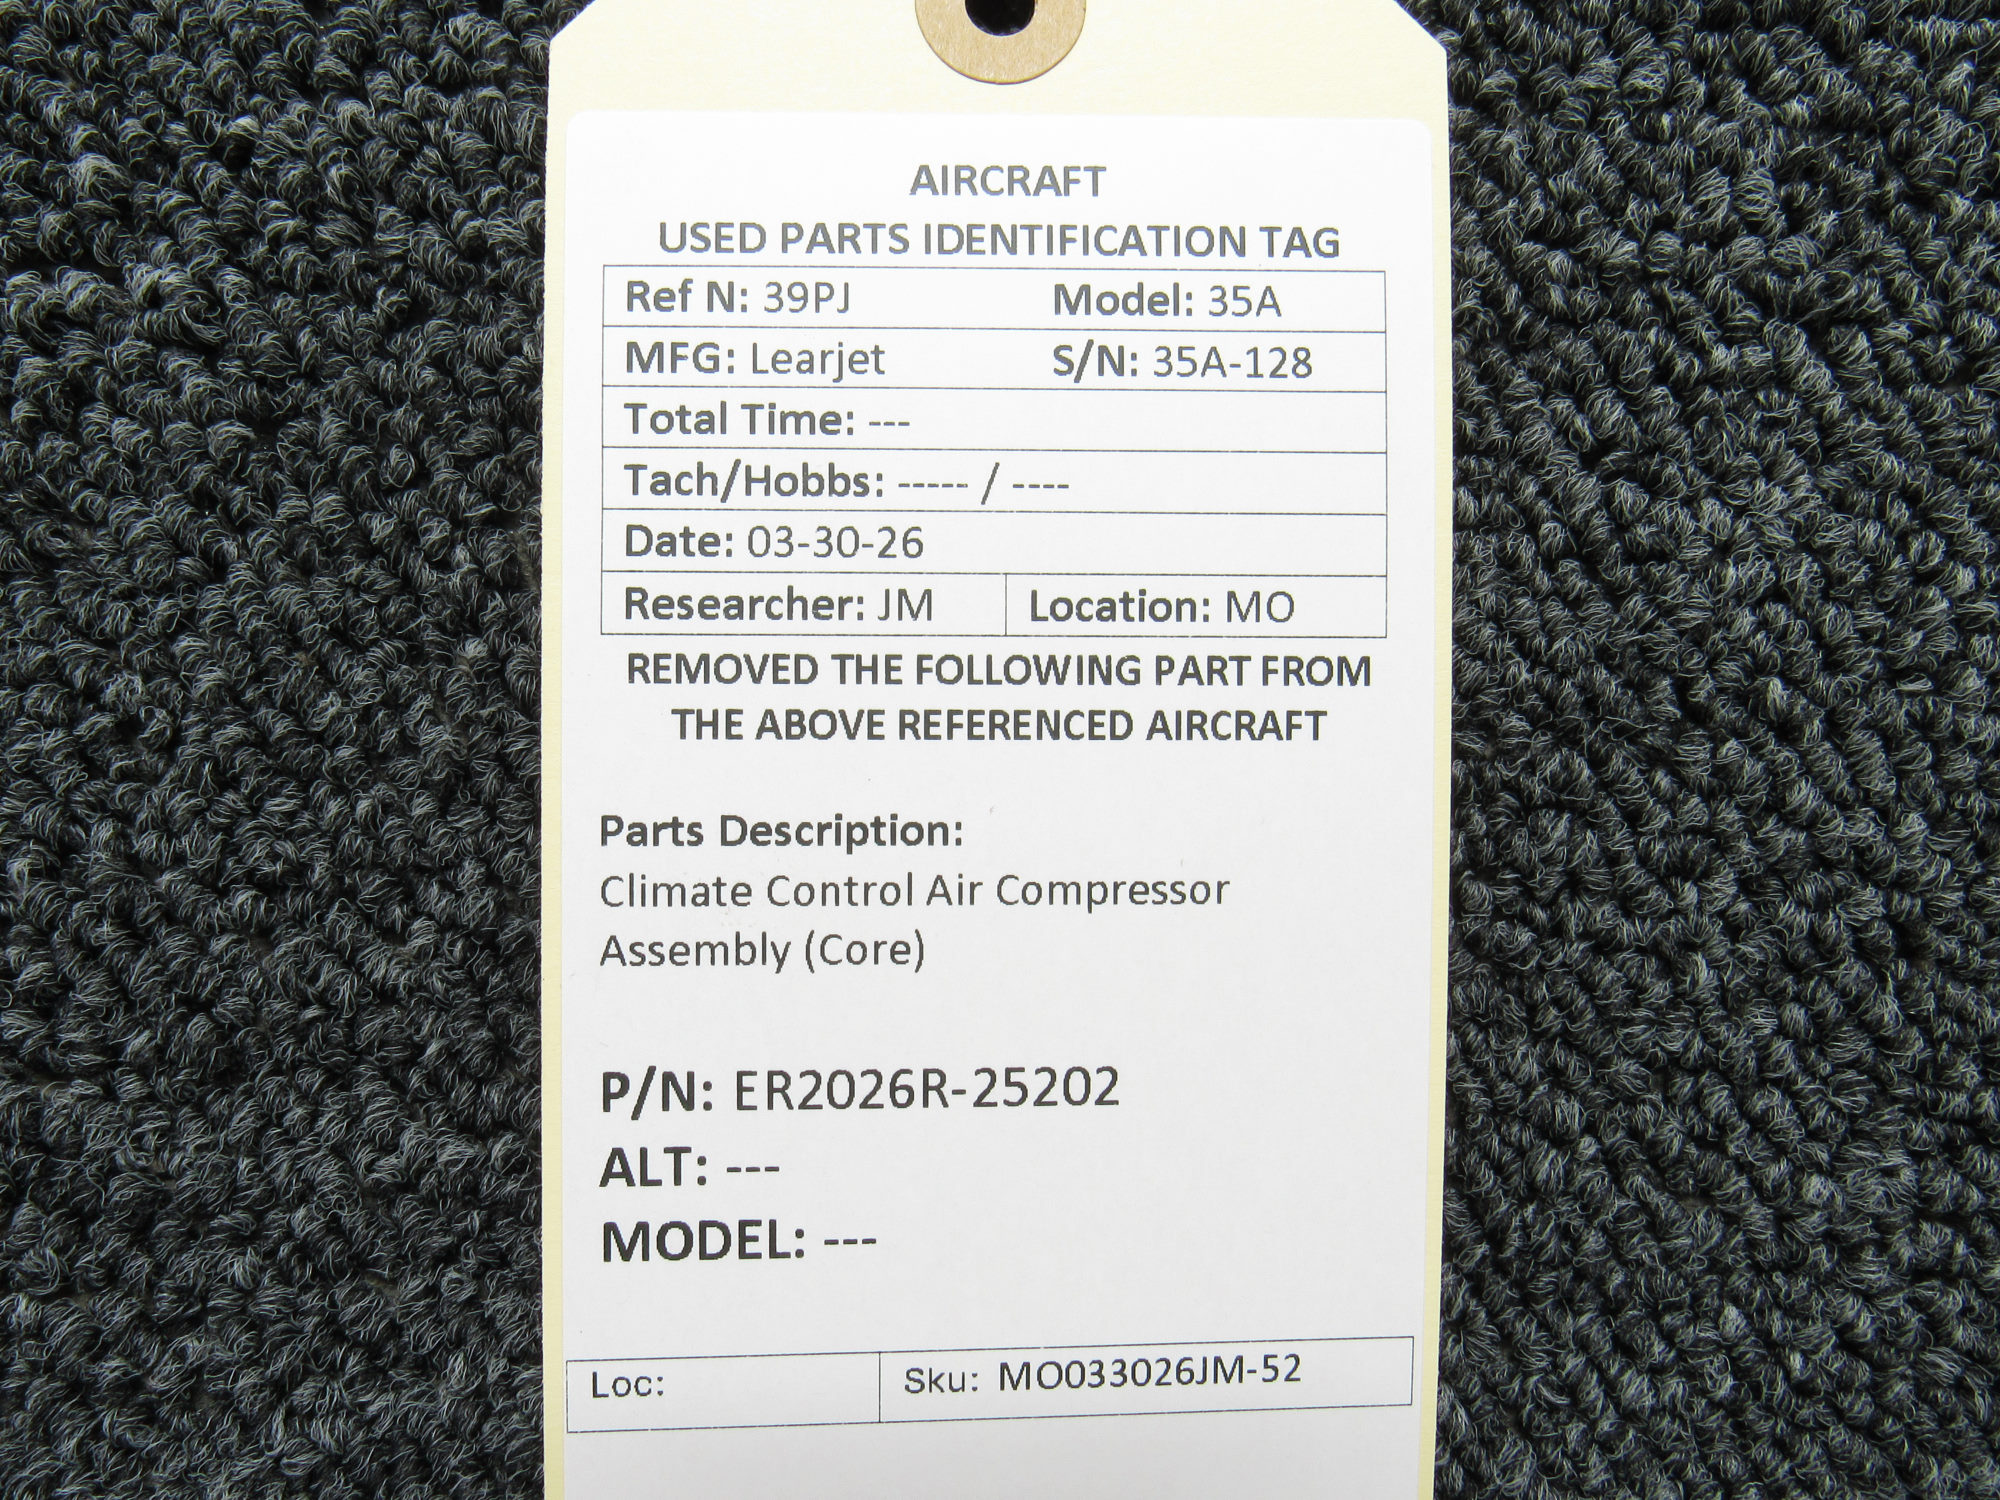 AIRCRAFT
USED PARTS IDENTIFICATION TAG
Ref N: 39PJ Model: 35A
MFG: Learjet S/N: 35A-128
Total Time: ---
Tach/Hobbs: ----- / ----
Date: 03-30-26
Researcher: JM Location: MO
REMOVED THE FOLLOWING PART FROM
THE ABOVE REFERENCED AIRCRAFT
Parts Description:
Climate Control Air Compressor
Assembly (Core)
P/N: ER2026R-25202
ALT: ---
MODEL: ---
Loc: Sku: MO033026JM-52